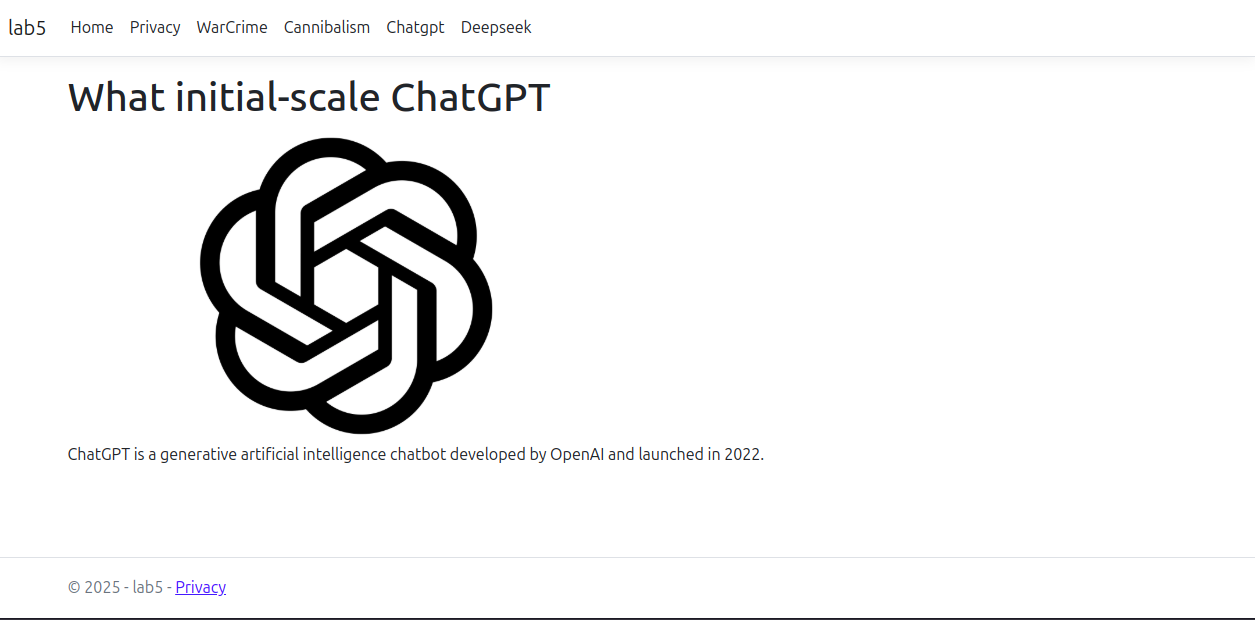 lab5 Home Privacy WarCrime Cannibalism Chatgpt Deepseek
What initial-scale ChatGPT
ChatGPT is a generative artificial intelligence chatbot developed by OpenAI and launched in 2022.
© 2025 - lab5 - Privacy